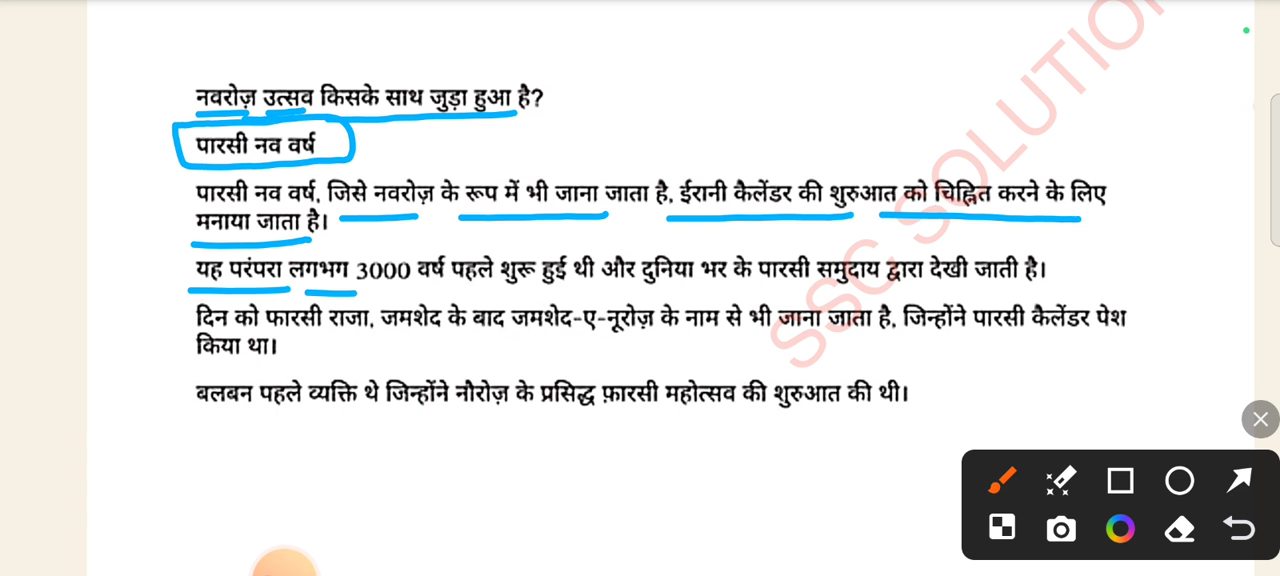 नवरोज़ उत्सव किसके साथ जुड़ा हुआ है?
पारसी नव वर्ष
पारसी नव वर्ष, जिसे नवरोज़ के रूप में भी जाना जाता है, ईरानी कैलेंडर की शुरुआत को चिह्नित करने के लिए
मनाया जाता है।
यह परंपरा लगभग 3000 वर्ष पहले शुरू हुई थी और दुनिया भर के पारसी समुदाय द्वारा देखी जाती है।
दिन को फारसी राजा, जमशेद के बाद जमशेद-ए-नूरोज़ के नाम से भी जाना जाता है, जिन्होंने पारसी कैलेंडर पेश
किया था।
बलबन पहले व्यक्ति थे जिन्होंने नौरोज़ के प्रसिद्ध फ़ारसी महोत्सव की शुरुआत की थी।
SSC SOLUTION